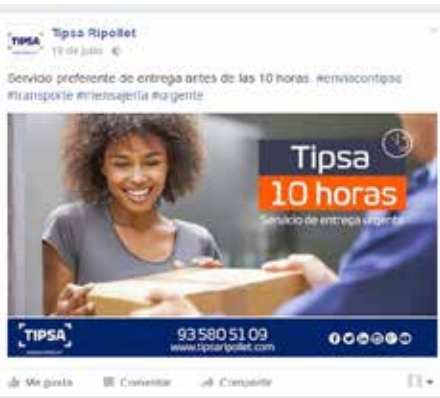 Tipsa Ripollet
19 de julio
Servicio preferente de entrega antes de las 10 horas. #enviacontipsa
#transporte #mensajeria #urgente
Tipsa
10 horas
Servicio de entrega urgente
TIPSA
93 580 51 09
www.tipsaripollet.com
Me gusta Comentar Compartir